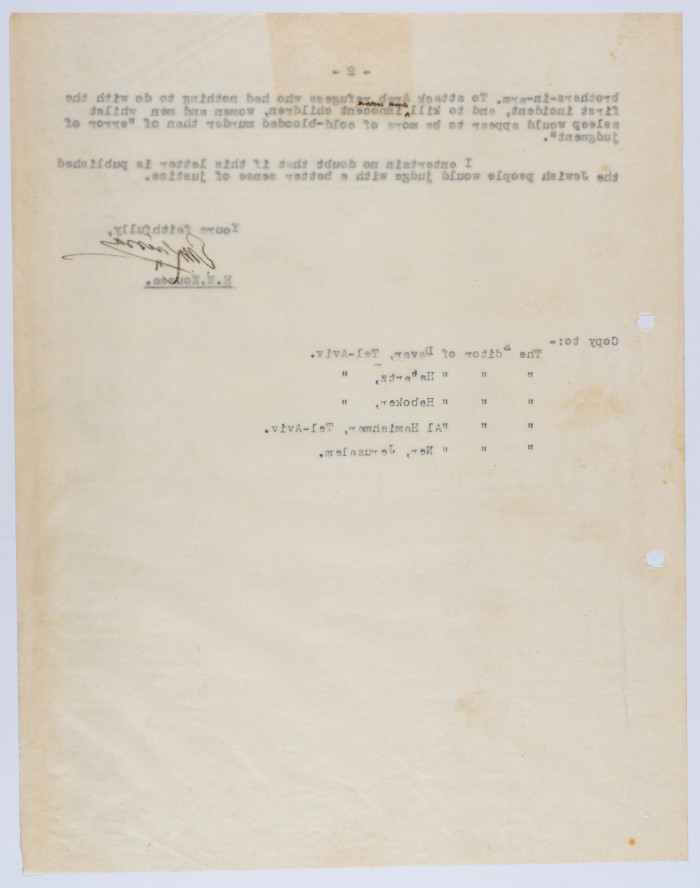 - 2 -
brothers-in-arm. To attack Arab refugees who had nothing to do with the
first incident, and to kill innocent children, women and men whilst
asleep would appear to be more of cold-blooded murder than of "error of
judgment".
I entertain no doubt that if this letter is published
the Jewish people would judge with a better sense of justice.
Yours faithfully,
E.N.Koussa.
Copy to:-
The Editor of Davar, Tel-Aviv.
" " " Ha'artz, "
" " " Haboker, "
" " "Al Hamishmer, Tel-Aviv.
" " " Ner, Jerusalem.